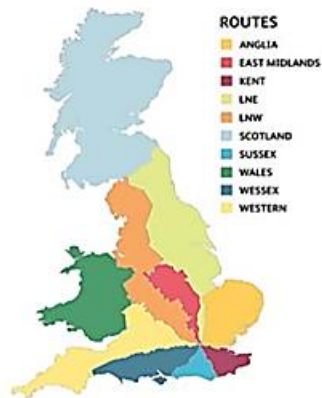 ROUTES
ANGLIA
EAST MIDLANDS
KENT
LNE
LNW
SCOTLAND
SUSSEX
WALES
WESSEX
WESTERN